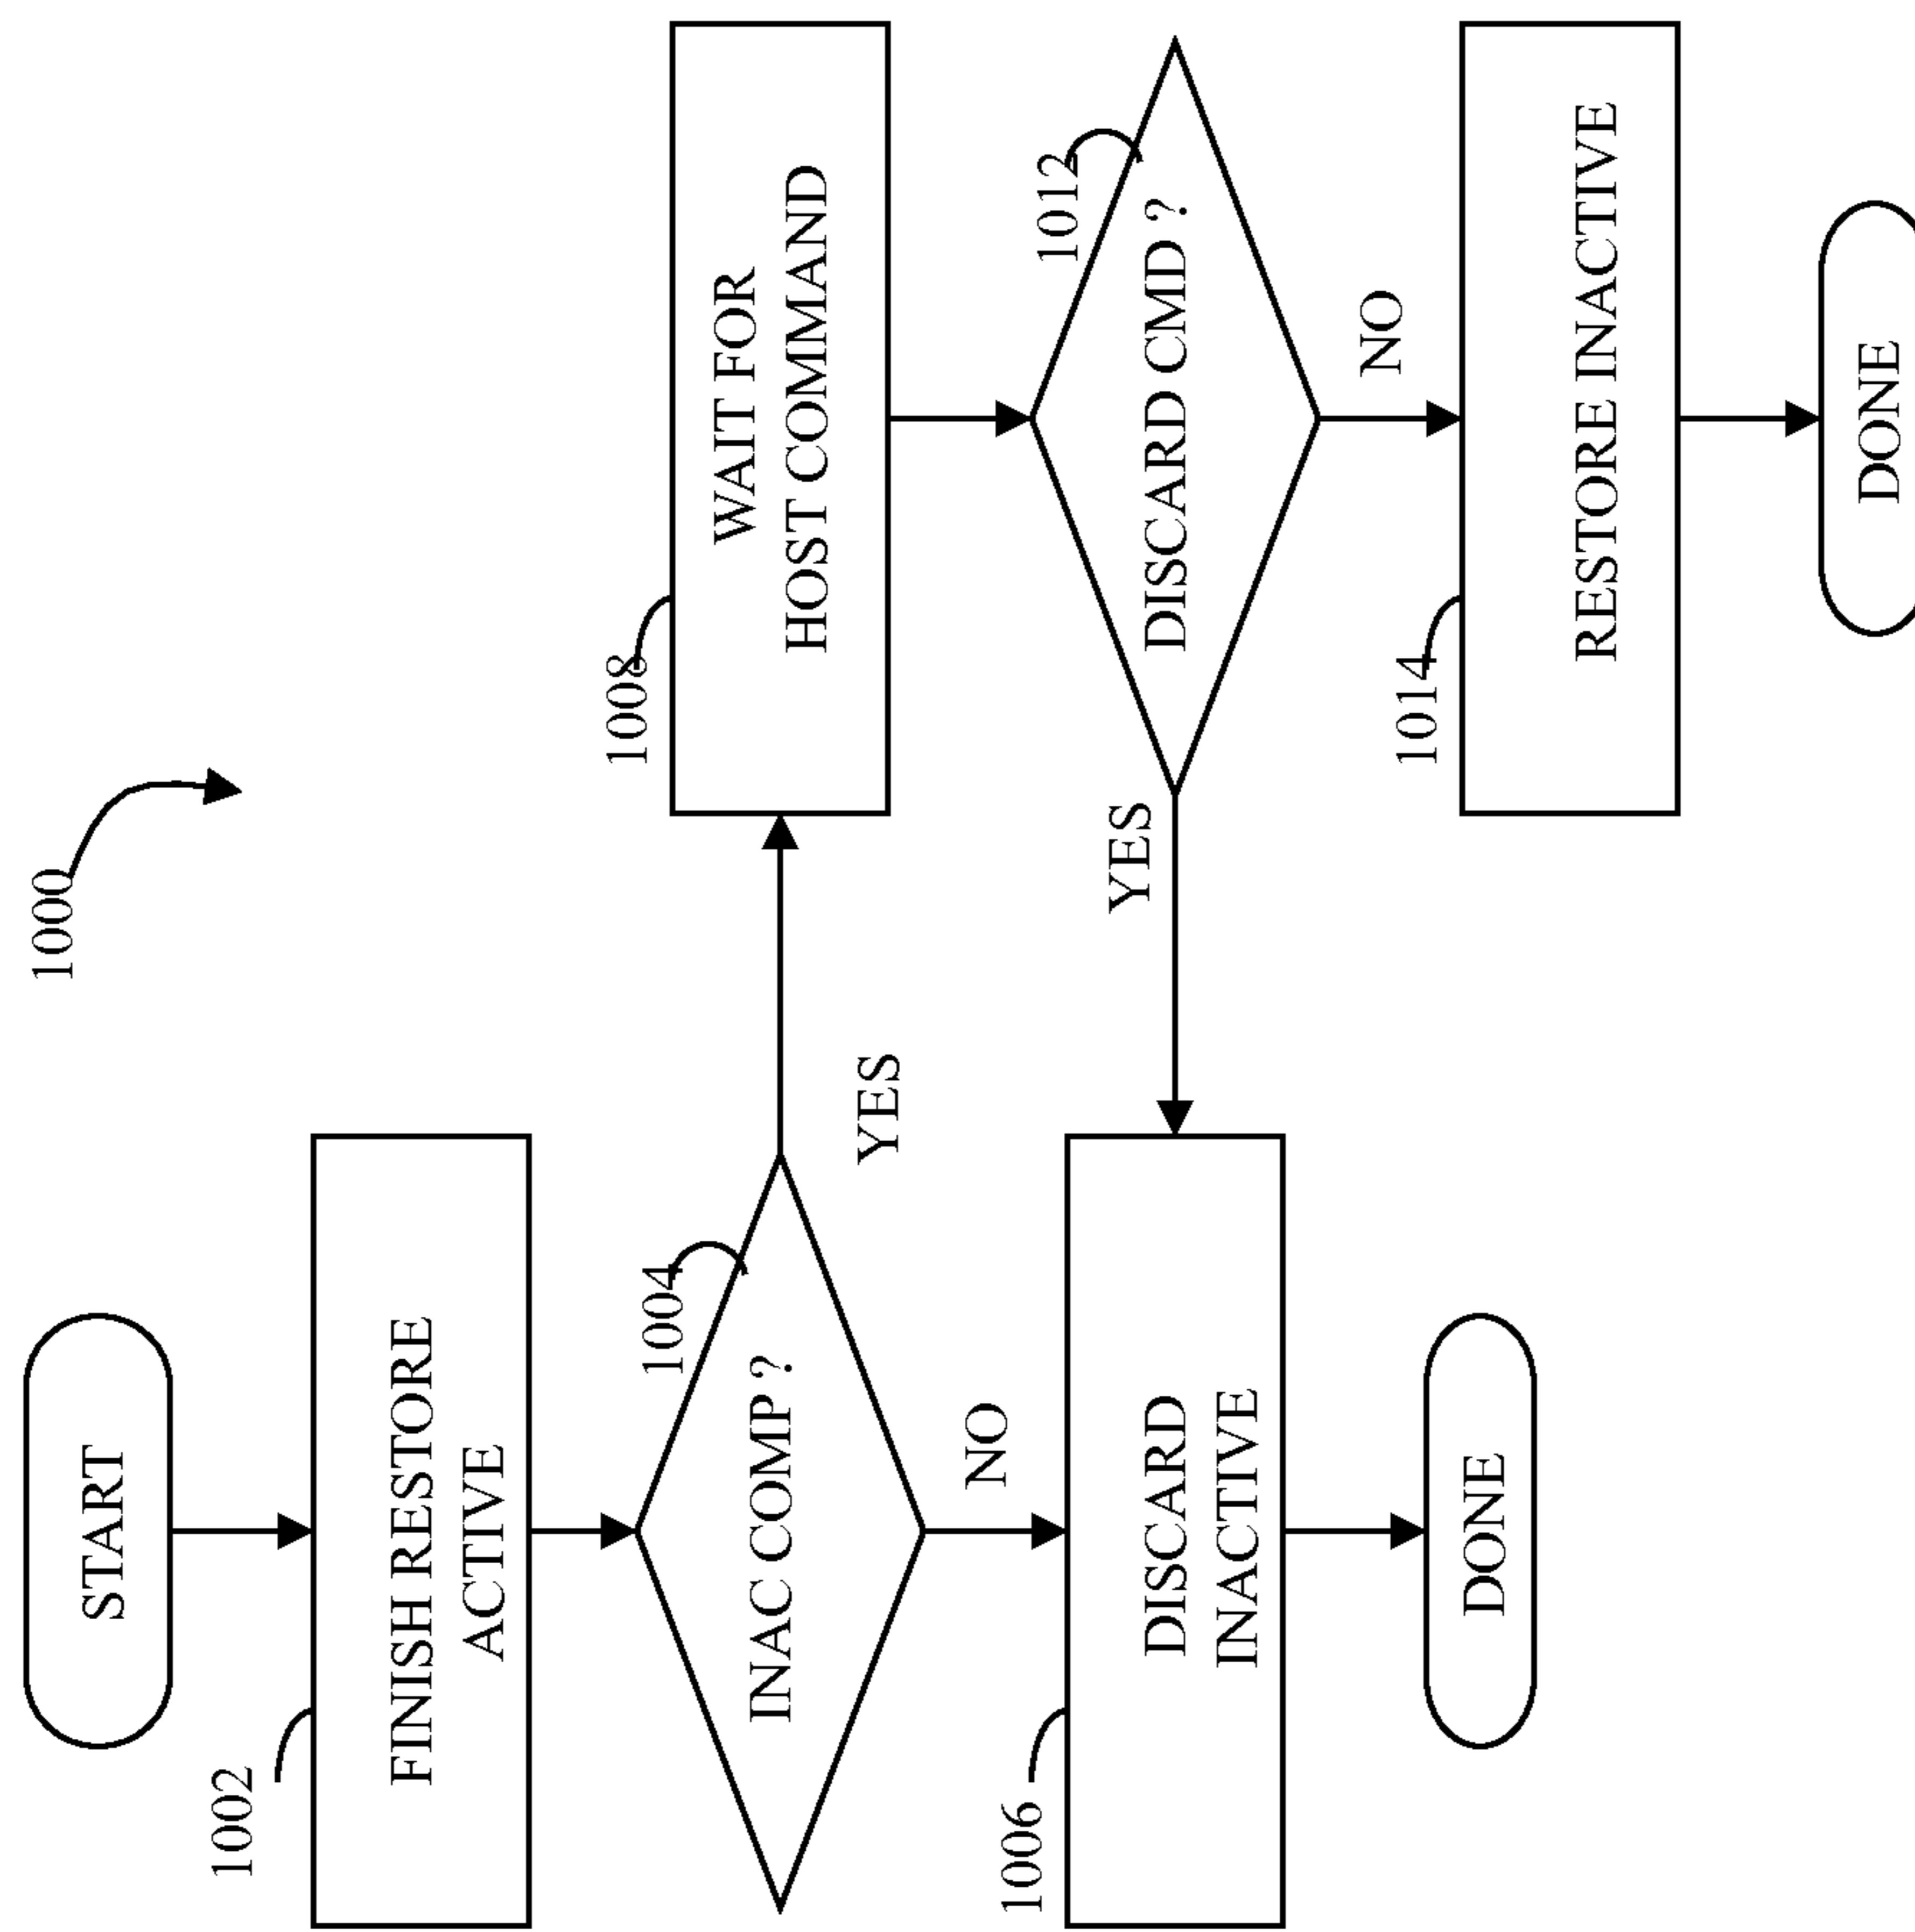 1000
START
1002
FINISH RESTORE
ACTIVE
1004
INAC COMP ?
YES
NO
1006
DISCARD
INACTIVE
DONE
1008
WAIT FOR
HOST COMMAND
1012
DISCARD CMD ?
YES
NO
1014
RESTORE INACTIVE
DONE